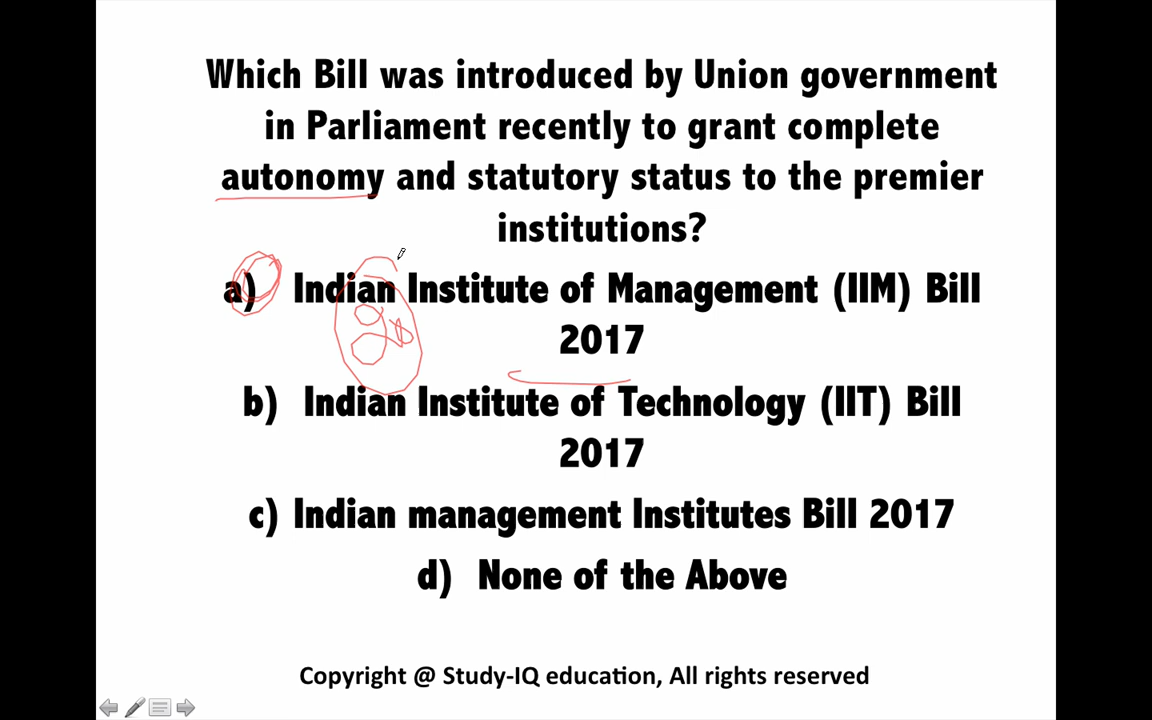 Which Bill was introduced by Union government
in Parliament recently to grant complete
autonomy and statutory status to the premier
institutions?
a) Indian Institute of Management (IIM) Bill
2017
b) Indian Institute of Technology (IIT) Bill
2017
c) Indian management Institutes Bill 2017
d) None of the Above
Copyright @ Study-IQ education, All rights reserved